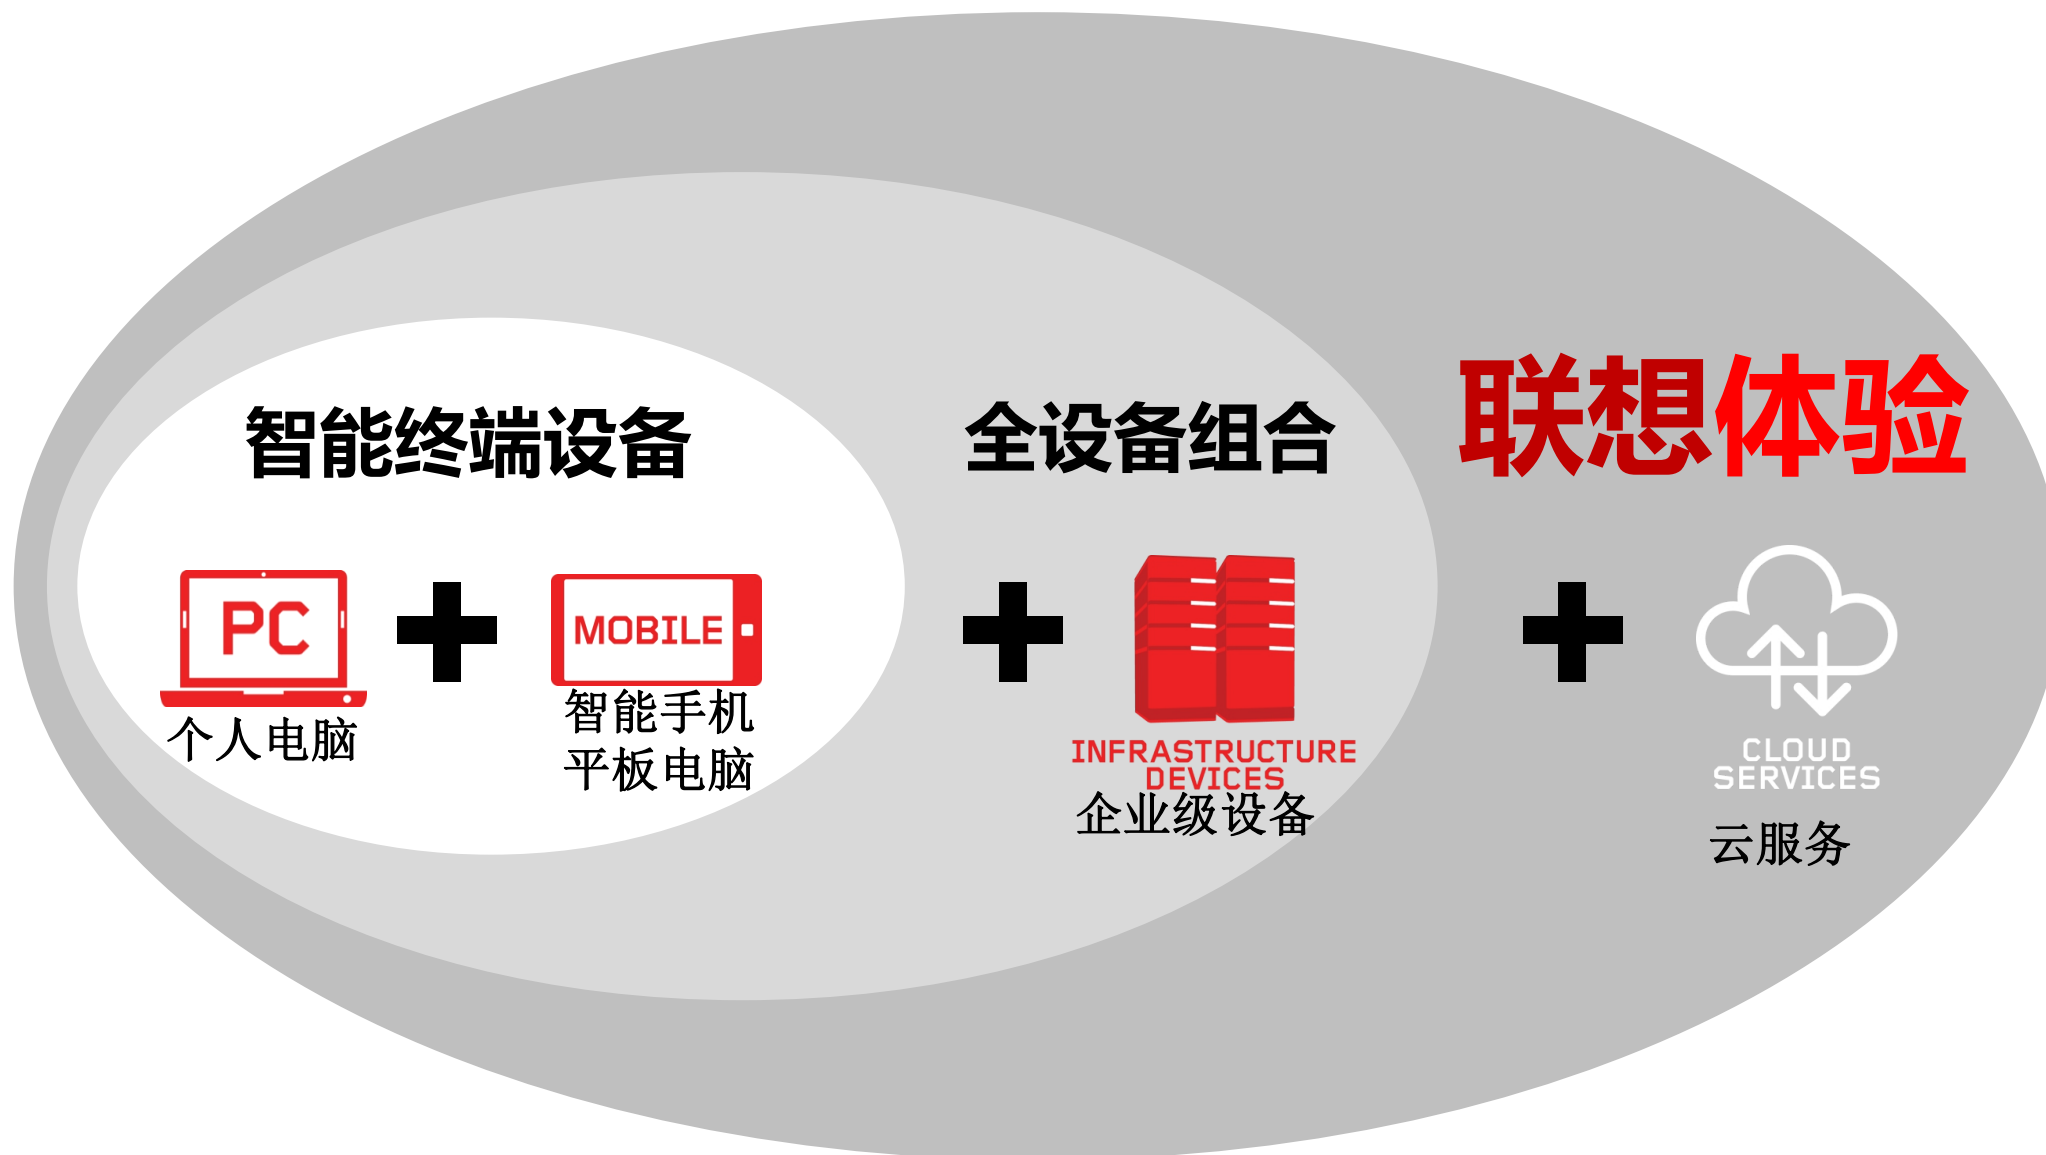 智能终端设备
全设备组合
联想体验
PC
个人电脑
MOBILE
智能手机
平板电脑
INFRASTRUCTURE
DEVICES
企业级设备
CLOUD
SERVICES
云服务